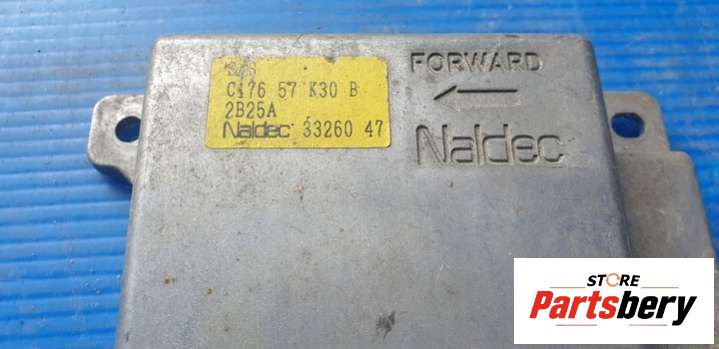 FORWARD
C176 57 K30 B
2B25A
Naldec 33260 47
Naldec
STORE
Partsbery